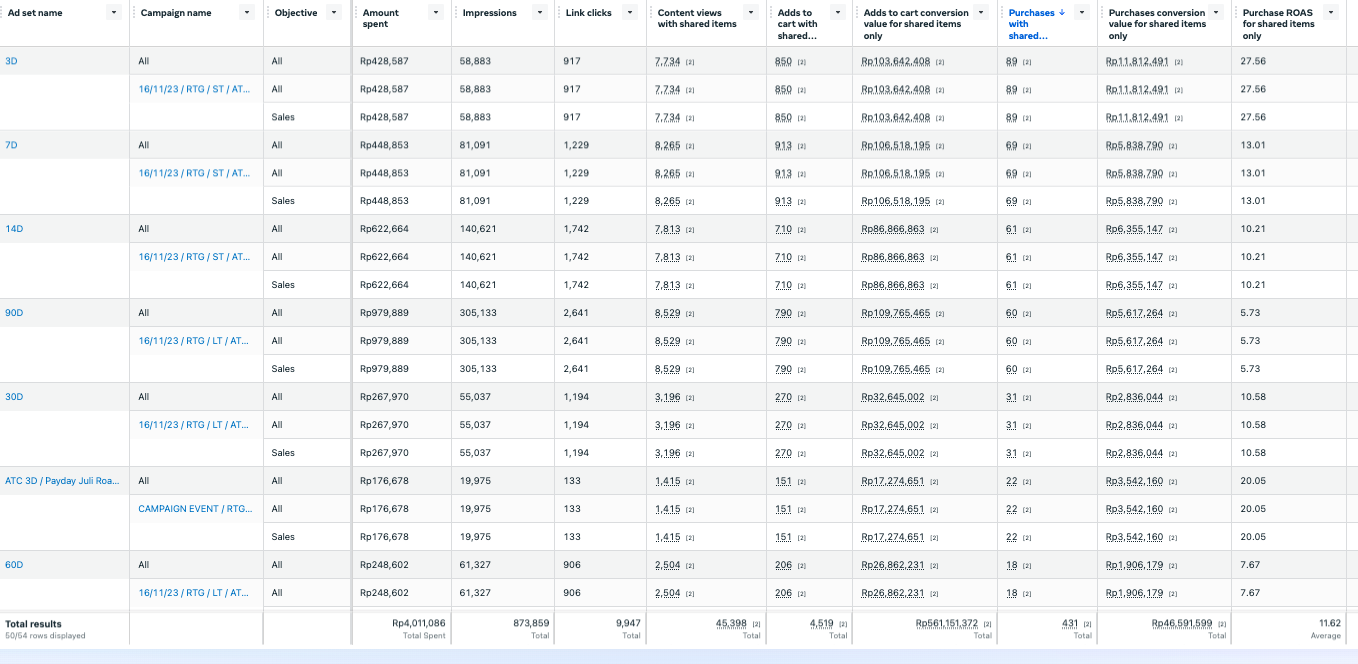 Ad set name Campaign name Objective Amount spent Impressions Link clicks Content views with shared items Adds to cart with shared... Adds to cart conversion value for shared items only Purchases ↓ with shared... Purchases conversion value for shared items only Purchase ROAS for shared items only
3D All All Rp428,587 58,883 917 7,734 [2] 850 [2] Rp103,642,408 [2] 89 [2] Rp11,812,491 [2] 27.56
16/11/23 / RTG / ST / AT... All Rp428,587 58,883 917 7,734 [2] 850 [2] Rp103,642,408 [2] 89 [2] Rp11,812,491 [2] 27.56
Sales Rp428,587 58,883 917 7,734 [2] 850 [2] Rp103,642,408 [2] 89 [2] Rp11,812,491 [2] 27.56
7D All All Rp448,853 81,091 1,229 8,265 [2] 913 [2] Rp106,518,195 [2] 69 [2] Rp5,838,790 [2] 13.01
16/11/23 / RTG / ST / AT... All Rp448,853 81,091 1,229 8,265 [2] 913 [2] Rp106,518,195 [2] 69 [2] Rp5,838,790 [2] 13.01
Sales Rp448,853 81,091 1,229 8,265 [2] 913 [2] Rp106,518,195 [2] 69 [2] Rp5,838,790 [2] 13.01
14D All All Rp622,664 140,621 1,742 7,813 [2] 710 [2] Rp86,866,863 [2] 61 [2] Rp6,355,147 [2] 10.21
16/11/23 / RTG / ST / AT... All Rp622,664 140,621 1,742 7,813 [2] 710 [2] Rp86,866,863 [2] 61 [2] Rp6,355,147 [2] 10.21
Sales Rp622,664 140,621 1,742 7,813 [2] 710 [2] Rp86,866,863 [2] 61 [2] Rp6,355,147 [2] 10.21
90D All All Rp979,889 305,133 2,641 8,529 [2] 790 [2] Rp109,765,465 [2] 60 [2] Rp5,617,264 [2] 5.73
16/11/23 / RTG / LT / AT... All Rp979,889 305,133 2,641 8,529 [2] 790 [2] Rp109,765,465 [2] 60 [2] Rp5,617,264 [2] 5.73
Sales Rp979,889 305,133 2,641 8,529 [2] 790 [2] Rp109,765,465 [2] 60 [2] Rp5,617,264 [2] 5.73
30D All All Rp267,970 55,037 1,194 3,196 [2] 270 [2] Rp32,645,002 [2] 31 [2] Rp2,836,044 [2] 10.58
16/11/23 / RTG / LT / AT... All Rp267,970 55,037 1,194 3,196 [2] 270 [2] Rp32,645,002 [2] 31 [2] Rp2,836,044 [2] 10.58
Sales Rp267,970 55,037 1,194 3,196 [2] 270 [2] Rp32,645,002 [2] 31 [2] Rp2,836,044 [2] 10.58
ATC 3D / Payday Juli Roa... All All Rp176,678 19,975 133 1,415 [2] 151 [2] Rp17,274,651 [2] 22 [2] Rp3,542,160 [2] 20.05
CAMPAIGN EVENT / RTG... All Rp176,678 19,975 133 1,415 [2] 151 [2] Rp17,274,651 [2] 22 [2] Rp3,542,160 [2] 20.05
Sales Rp176,678 19,975 133 1,415 [2] 151 [2] Rp17,274,651 [2] 22 [2] Rp3,542,160 [2] 20.05
60D All All Rp248,602 61,327 906 2,504 [2] 206 [2] Rp26,862,231 [2] 18 [2] Rp1,906,179 [2] 7.67
16/11/23 / RTG / LT / AT... All Rp248,602 61,327 906 2,504 [2] 206 [2] Rp26,862,231 [2] 18 [2] Rp1,906,179 [2] 7.67
Total results Rp4,011,086 873,859 9,947 45,398 [2] 4,519 [2] Rp561,151,372 [2] 431 [2] Rp46,591,599 [2] 11.62
50/54 rows displayed Total Spent Total Total Total Total Total Total Total Average